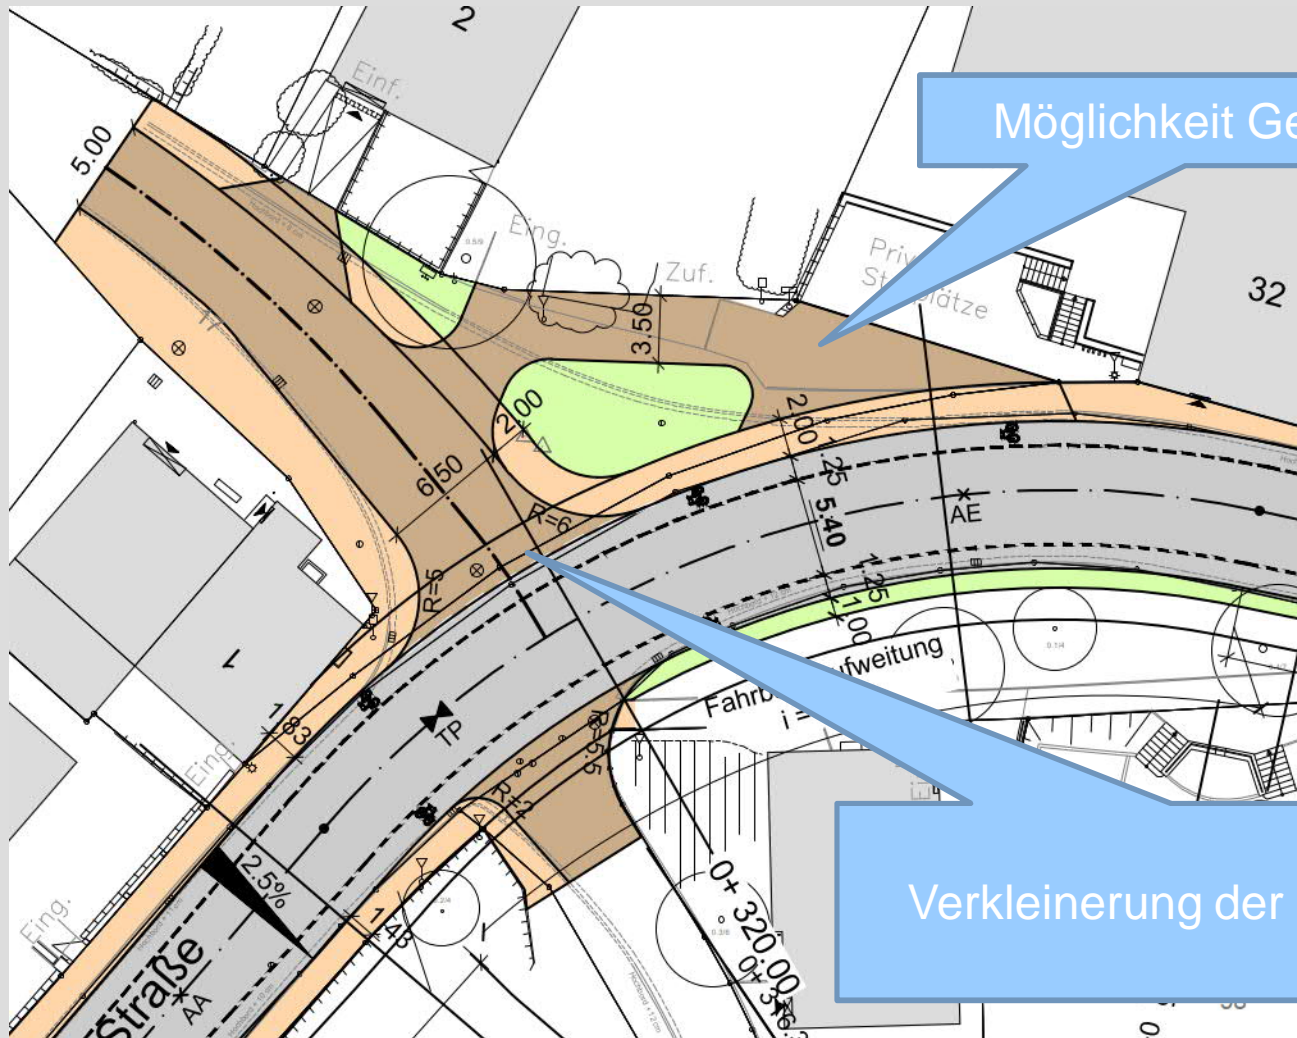 2
Einf.
5.00
Möglichkeit Ge
Eing.
Zuf.
Priv
Stellplätze
32
3.50
2.00
6.50
2.00
1.25
5.40
1.25
1.00
AE
R=6
R=5
1
TP
Fahrb ufweitung
i =
R=5.5
R=2
1
83
Eing.
Eing.
2.5%
1
43
Straße
AA
0+ 320.00
Verkleinerung der